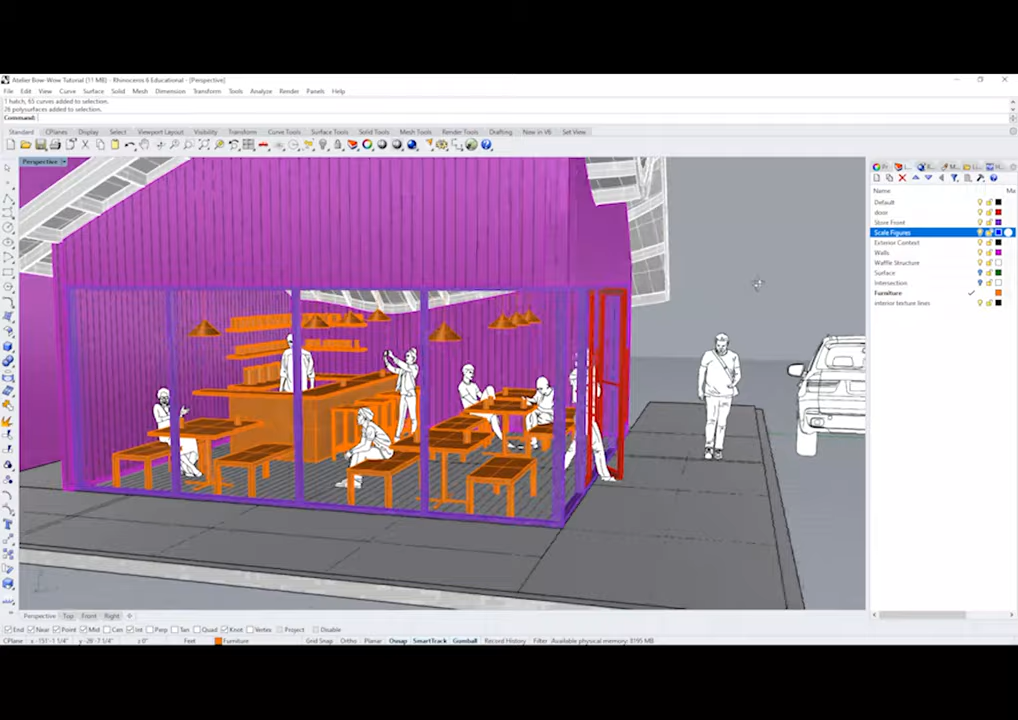 Atelier Bow-Wow Tutorial (11 MB) - Rhinoceros 6 Educational - [Perspective]
File Edit View Curve Surface Solid Mesh Dimension Transform Tools Analyze Render Panels Help
1 hatch, 65 curves added to selection.
26 polysurfaces added to selection.
Command:
Standard CPlanes Display Select Viewport Layout Visibility Transform Curve Tools Surface Tools Solid Tools Mesh Tools Render Tools Drafting New in V6 Set View
Perspective
Name
Default
door
Store Front
Scale Figures
Exterior Context
Walls
Waffle Structure
Surface
Intersection
Furniture
interior texture lines
Perspective Top Front Right
End Near Point Mid Cen Int Perp Tan Quad Knot Vertex Project Disable
CPlane x -151'-1 1/4" y -26'-7 1/4" z 0" Feet Furniture Grid Snap Ortho Planar Osnap SmartTrack Gumball Record History Filter Available physical memory: 8195 MB